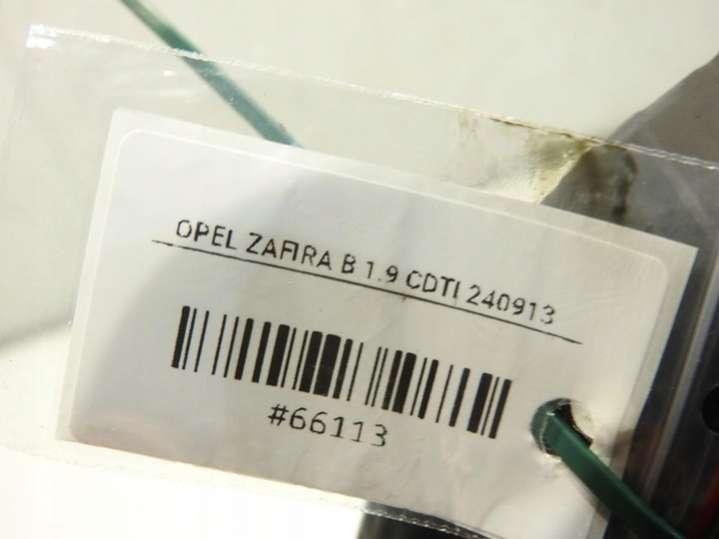 OPEL ZAFIRA B 1.9 CDTI 240913
#66113